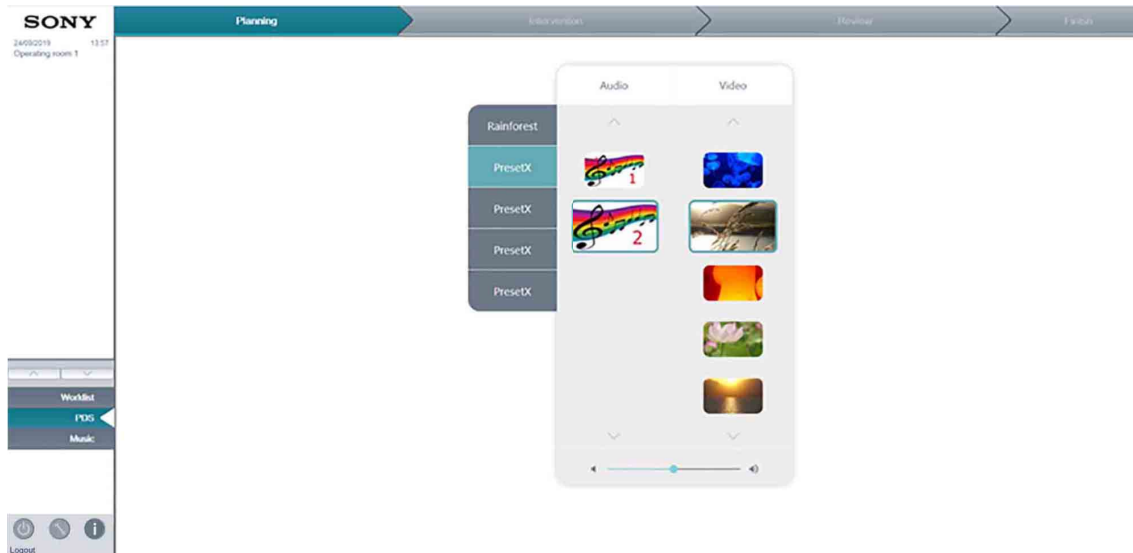 SONY
24/09/2019 13:57
Operating room 1
Planning
Intervention
Review
Finish
Audio Video
Rainforest
PresetX
PresetX
PresetX
PresetX
1
2
Worklist
PDS
Music
Logout